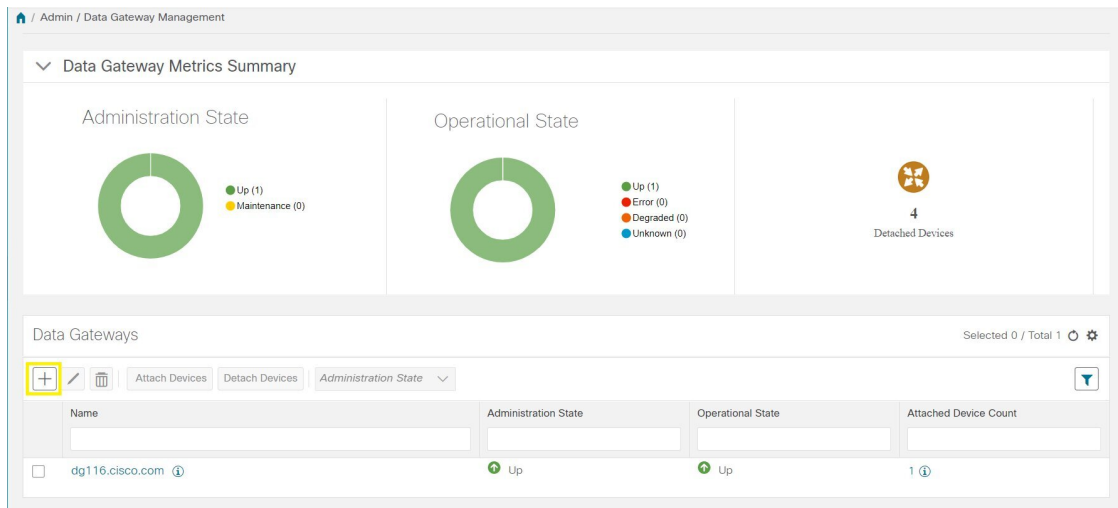 / Admin / Data Gateway Management
Data Gateway Metrics Summary
Administration State
Up (1)
Maintenance (0)
Operational State
Up (1)
Error (0)
Degraded (0)
Unknown (0)
4
Detached Devices
Data Gateways
Selected 0 / Total 1
Attach Devices Detach Devices Administration State
Name Administration State Operational State Attached Device Count
dg116.cisco.com Up Up 1